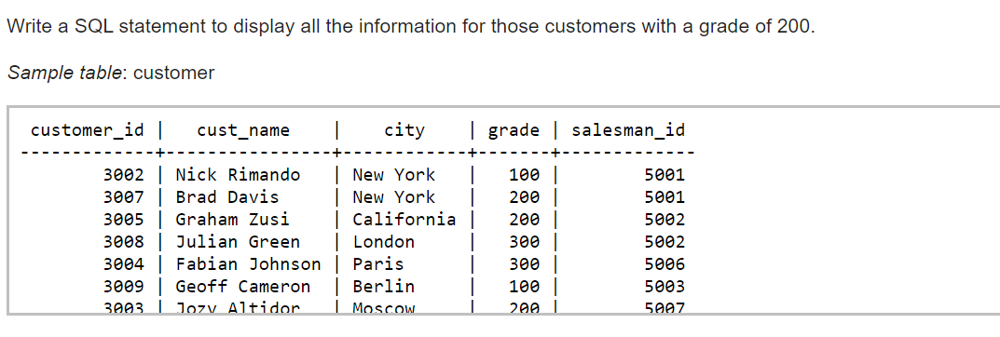 Write a SQL statement to display all the information for those customers with a grade of 200.
Sample table: customer
customer_id | cust_name | city | grade | salesman_id
-------------+----------------+------------+-------+-------------
3002 | Nick Rimando | New York | 100 | 5001
3007 | Brad Davis | New York | 200 | 5001
3005 | Graham Zusi | California | 200 | 5002
3008 | Julian Green | London | 300 | 5002
3004 | Fabian Johnson | Paris | 300 | 5006
3009 | Geoff Cameron | Berlin | 100 | 5003
3003 | Jozy Altidor | Moscow | 200 | 5007